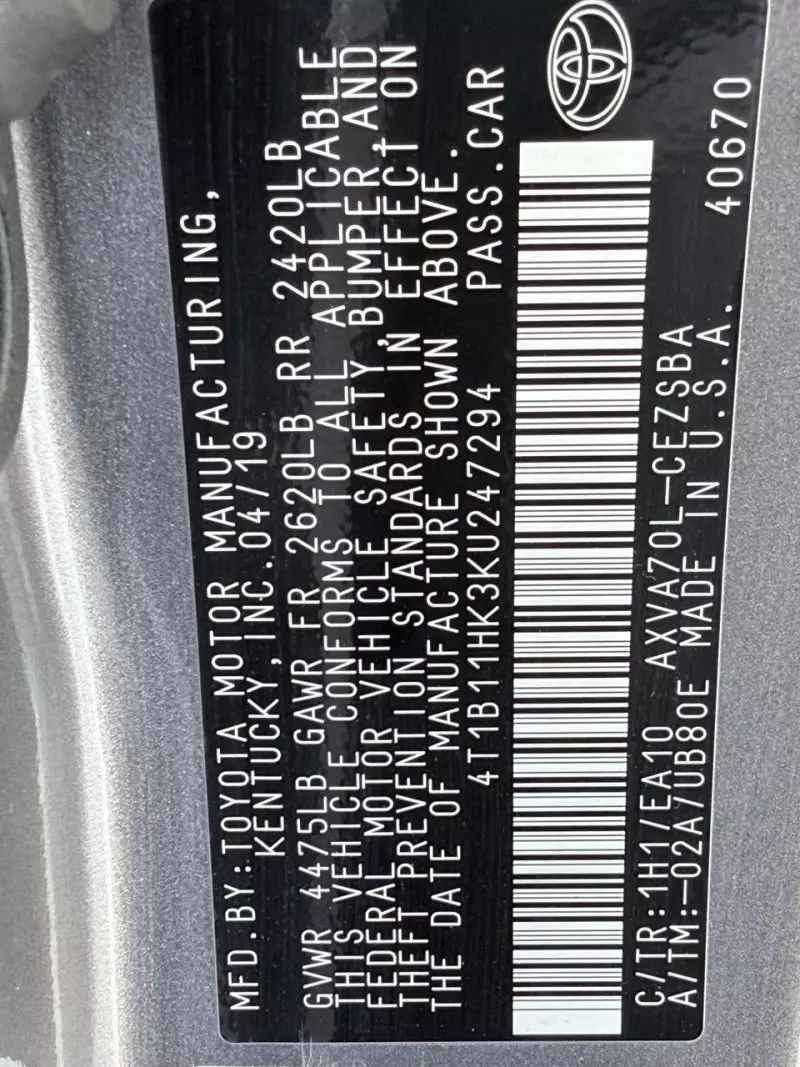 MFD.BY:TOYOTA MOTOR MANUFACTURING,
KENTUCKY, INC. 04/19
GVWR 4475LB GAWR FR 2620LB RR 2420LB
THIS VEHICLE CONFORMS TO ALL APPLICABLE
FEDERAL MOTOR VEHICLE SAFETY, BUMPER, AND
THEFT PREVENTION STANDARDS IN EFFECT ON
THE DATE OF MANUFACTURE SHOWN ABOVE.
4T1B11HK3KU247294 PASS.CAR
C/TR:1H1/EA10 AXVA70L-CEZSBA
A/TM:-02A/UB80E MADE IN U.S.A. 40670